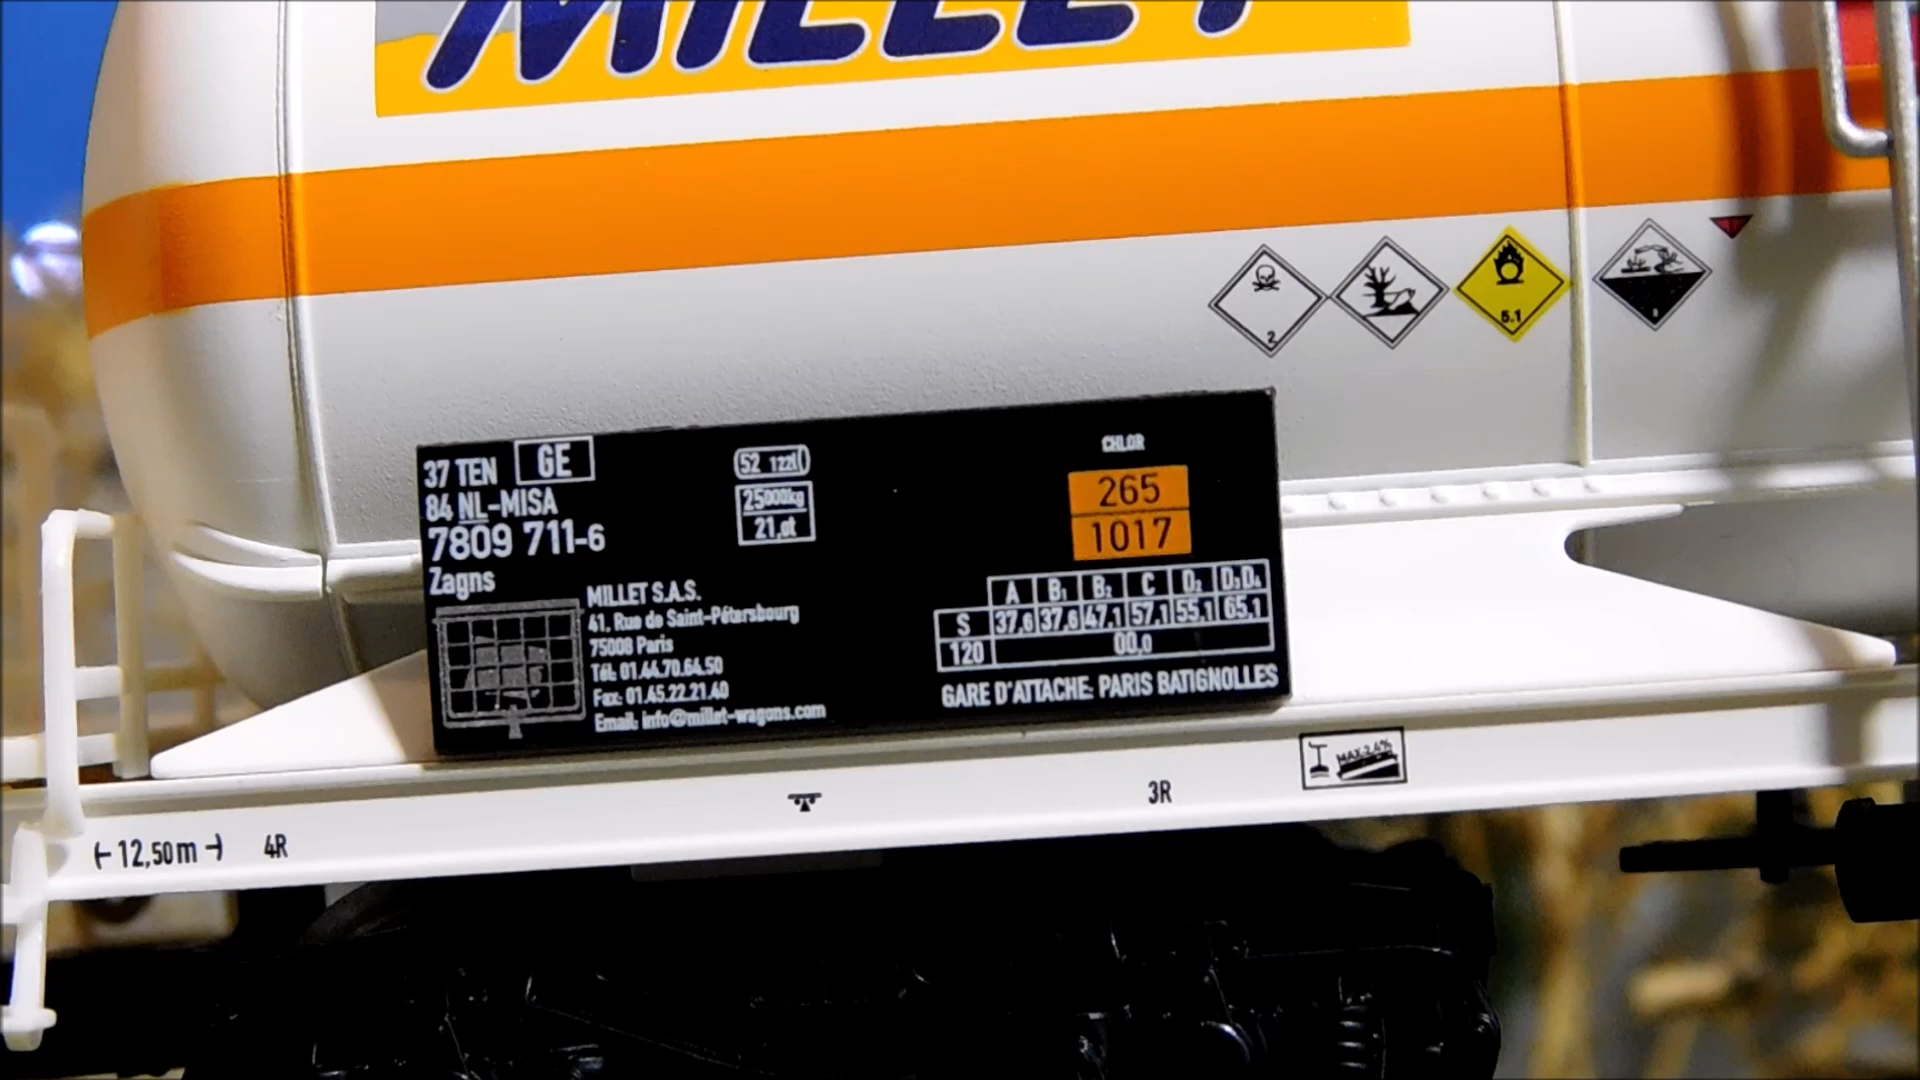 MILLET
2
5.1
8
37 TEN GE
84 NL-MISA
7809 711-6
Zagns
25000kg
21,0t
CHLOR
265
1017
MILLET S.A.S.
41, Rue de Saint-Pétersbourg
75008 Paris
Tél: 01.44.70.64.50
Fax: 01.45.22.21.40
Email: info@millet-wagons.com
A B1 B2 C D2 D3D4
S 37,6 37,6 47,1 57,1 55,1 65,1
120 00,0
GARE D'ATTACHE: PARIS BATIGNOLLES
MAX 2,4%
12,50m 4R
3R